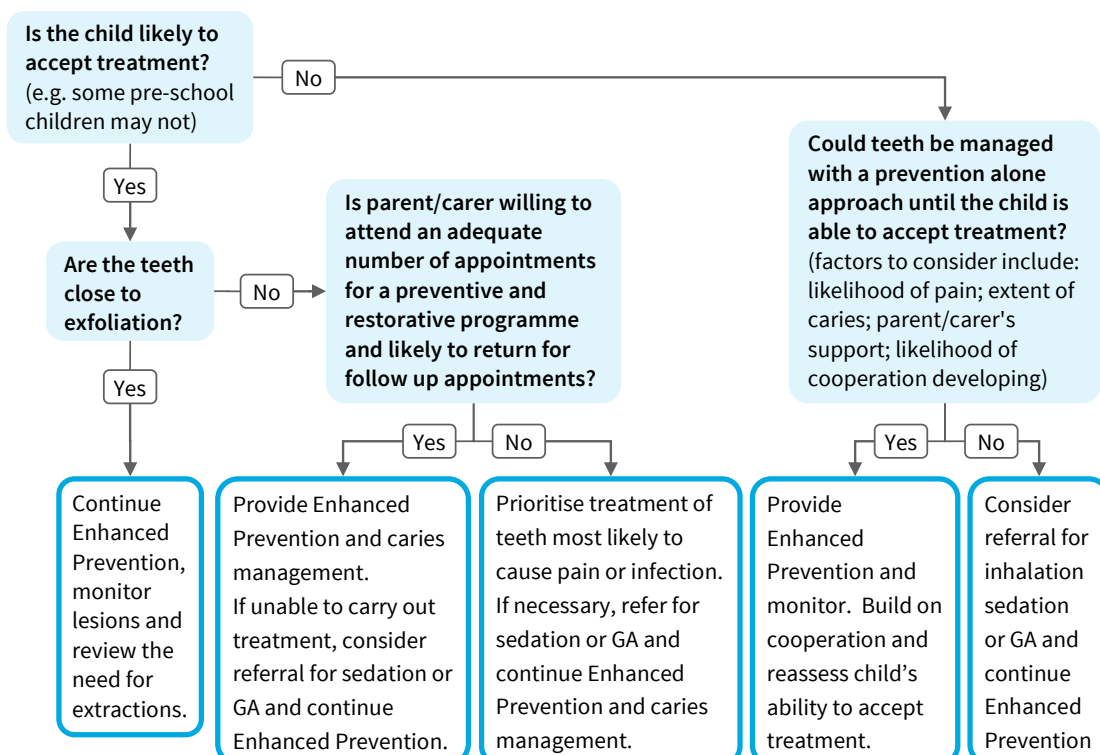 Is the child likely to
accept treatment?
(e.g. some pre-school
children may not)
No
Yes
Are the teeth
close to
exfoliation?
No
Yes
Is parent/carer willing to
attend an adequate
number of appointments
for a preventive and
restorative programme
and likely to return for
follow up appointments?
Yes
No
Could teeth be managed
with a prevention alone
approach until the child is
able to accept treatment?
(factors to consider include:
likelihood of pain; extent of
caries; parent/carer's
support; likelihood of
cooperation developing)
Yes
No
Continue
Enhanced
Prevention,
monitor
lesions and
review the
need for
extractions.
Provide Enhanced
Prevention and caries
management.
If unable to carry out
treatment, consider
referral for sedation or
GA and continue
Enhanced Prevention.
Prioritise treatment of
teeth most likely to
cause pain or infection.
If necessary, refer for
sedation or GA and
continue Enhanced
Prevention and caries
management.
Provide
Enhanced
Prevention and
monitor. Build on
cooperation and
reassess child’s
ability to accept
treatment.
Consider
referral for
inhalation
sedation
or GA and
continue
Enhanced
Prevention